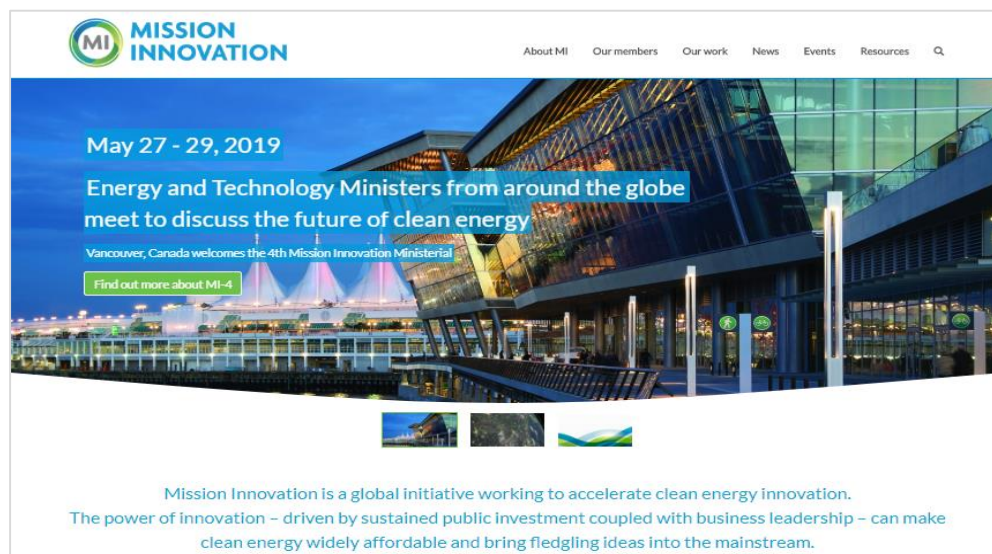 MI
MISSION
INNOVATION
About MI Our members Our work News Events Resources
May 27 - 29, 2019
Energy and Technology Ministers from around the globe
meet to discuss the future of clean energy
Vancouver, Canada welcomes the 4th Mission Innovation Ministerial
Find out more about MI-4
Mission Innovation is a global initiative working to accelerate clean energy innovation.
The power of innovation – driven by sustained public investment coupled with business leadership – can make
clean energy widely affordable and bring fledgling ideas into the mainstream.